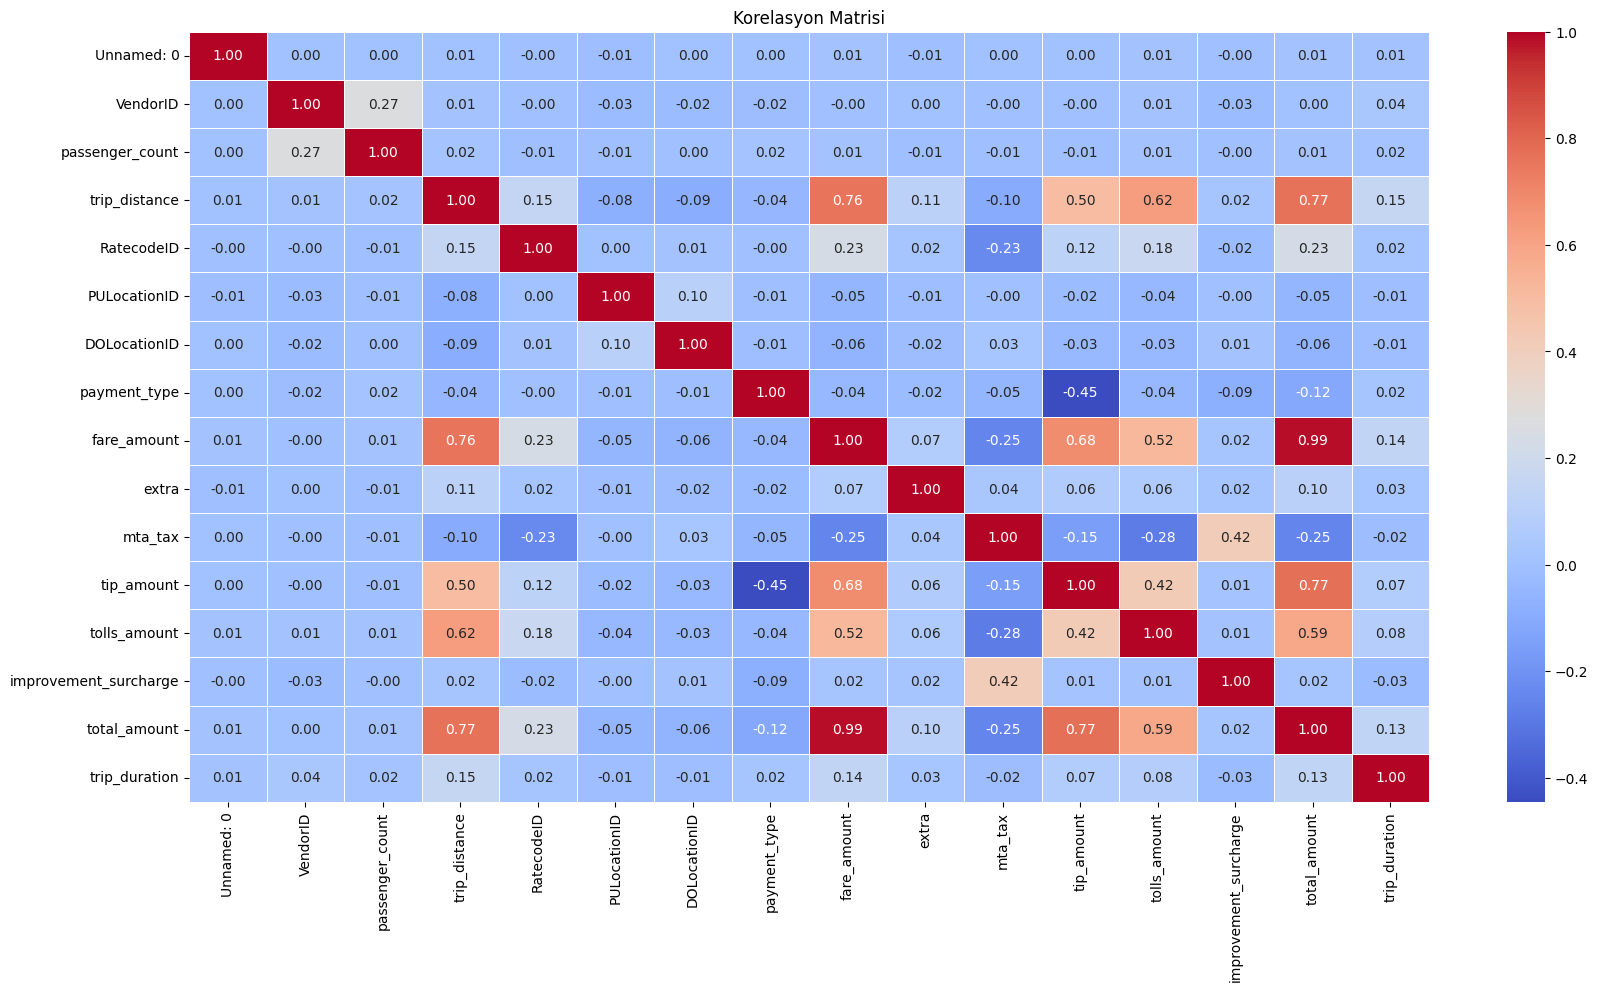 Korelasyon Matrisi
Unnamed: 0 1.00 0.00 0.00 0.01 -0.00 -0.01 0.00 0.00 0.01 -0.01 0.00 0.00 0.01 -0.00 0.01 0.01
VendorID 0.00 1.00 0.27 0.01 -0.00 -0.03 -0.02 -0.02 -0.00 0.00 -0.00 -0.00 0.01 -0.03 0.00 0.04
passenger_count 0.00 0.27 1.00 0.02 -0.01 -0.01 0.00 0.02 0.01 -0.01 -0.01 -0.01 0.01 -0.00 0.01 0.02
trip_distance 0.01 0.01 0.02 1.00 0.15 -0.08 -0.09 -0.04 0.76 0.11 -0.10 0.50 0.62 0.02 0.77 0.15
RatecodeID -0.00 -0.00 -0.01 0.15 1.00 0.00 0.01 -0.00 0.23 0.02 -0.23 0.12 0.18 -0.02 0.23 0.02
PULocationID -0.01 -0.03 -0.01 -0.08 0.00 1.00 0.10 -0.01 -0.05 -0.01 -0.00 -0.02 -0.04 -0.00 -0.05 -0.01
DOLocationID 0.00 -0.02 0.00 -0.09 0.01 0.10 1.00 -0.01 -0.06 -0.02 0.03 -0.03 -0.03 0.01 -0.06 -0.01
payment_type 0.00 -0.02 0.02 -0.04 -0.00 -0.01 -0.01 1.00 -0.04 -0.02 -0.05 -0.45 -0.04 -0.09 -0.12 0.02
fare_amount 0.01 -0.00 0.01 0.76 0.23 -0.05 -0.06 -0.04 1.00 0.07 -0.25 0.68 0.52 0.02 0.99 0.14
extra -0.01 0.00 -0.01 0.11 0.02 -0.01 -0.02 -0.02 0.07 1.00 0.04 0.06 0.06 0.02 0.10 0.03
mta_tax 0.00 -0.00 -0.01 -0.10 -0.23 -0.00 0.03 -0.05 -0.25 0.04 1.00 -0.15 -0.28 0.42 -0.25 -0.02
tip_amount 0.00 -0.00 -0.01 0.50 0.12 -0.02 -0.03 -0.45 0.68 0.06 -0.15 1.00 0.42 0.01 0.77 0.07
tolls_amount 0.01 0.01 0.01 0.62 0.18 -0.04 -0.03 -0.04 0.52 0.06 -0.28 0.42 1.00 0.01 0.59 0.08
improvement_surcharge -0.00 -0.03 -0.00 0.02 -0.02 -0.00 0.01 -0.09 0.02 0.02 0.42 0.01 0.01 1.00 0.02 -0.03
total_amount 0.01 0.00 0.01 0.77 0.23 -0.05 -0.06 -0.12 0.99 0.10 -0.25 0.77 0.59 0.02 1.00 0.13
trip_duration 0.01 0.04 0.02 0.15 0.02 -0.01 -0.01 0.02 0.14 0.03 -0.02 0.07 0.08 -0.03 0.13 1.00
Unnamed: 0
VendorID
passenger_count
trip_distance
RatecodeID
PULocationID
DOLocationID
payment_type
fare_amount
extra
mta_tax
tip_amount
tolls_amount
improvement_surcharge
total_amount
trip_duration
1.0
0.8
0.6
0.4
0.2
0.0
−0.2
−0.4